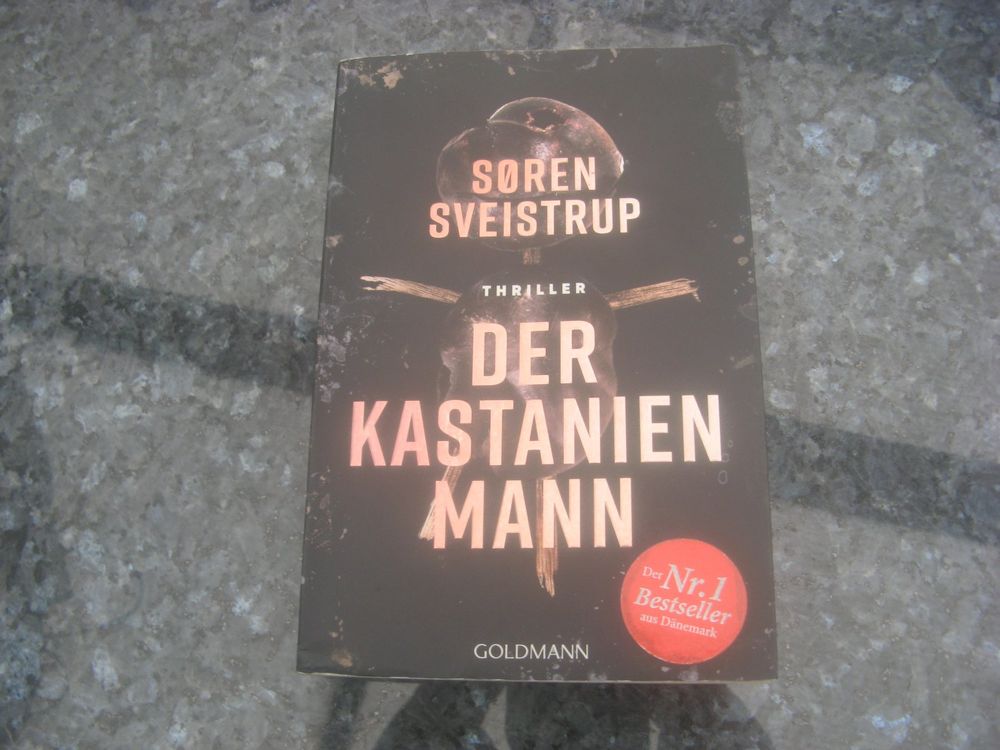 SØREN
SVEISTRUP
THRILLER
DER
KASTANIEN
MANN
Der Nr. 1
Bestseller
aus Dänemark
GOLDMANN